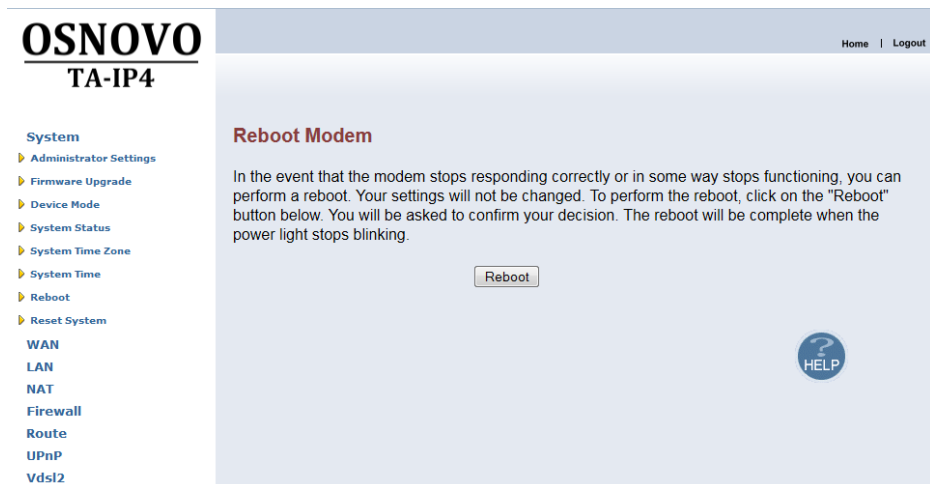 OSNOVO
TA-IP4
Home | Logout
System
Administrator Settings
Firmware Upgrade
Device Mode
System Status
System Time Zone
System Time
Reboot
Reset System
WAN
LAN
NAT
Firewall
Route
UPnP
Vdsl2
Reboot Modem
In the event that the modem stops responding correctly or in some way stops functioning, you can
perform a reboot. Your settings will not be changed. To perform the reboot, click on the "Reboot"
button below. You will be asked to confirm your decision. The reboot will be complete when the
power light stops blinking.
Reboot
?
HELP